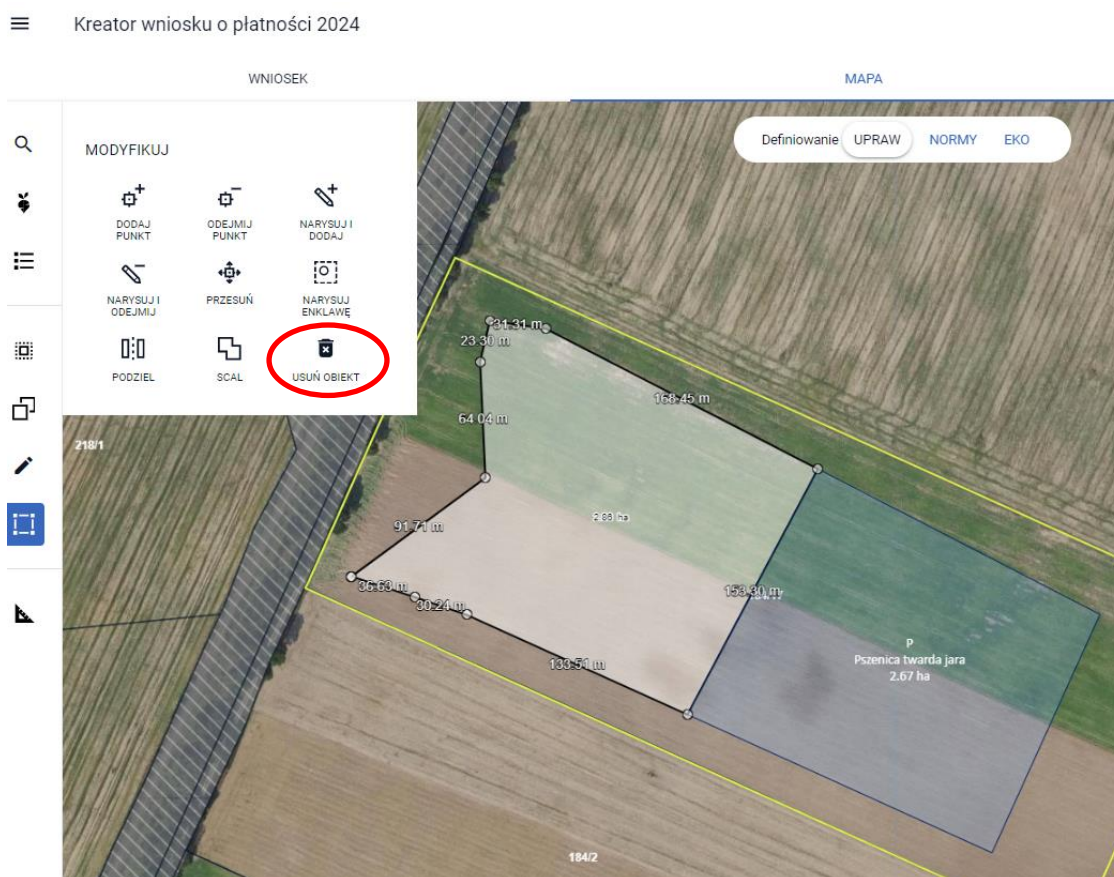 Kreator wniosku o płatności 2024
WNIOSEK
MAPA
MODYFIKUJ
DODAJ
PUNKT
ODEJMIJ
PUNKT
NARYSUJ I
DODAJ
NARYSUJ I
ODEJMIJ
PRZESUŃ
NARYSUJ
ENKLAWĘ
PODZIEL
SCAL
USUŃ OBIEKT
Definiowanie UPRAW NORMY EKO
31.31 m
23.30 m
168.45 m
64.04 m
218/1
91.71 m
2.86 ha
36.63 m
30.24 m
153.30 m
133.51 m
P
Pszenica twarda jara
2.67 ha
184/2